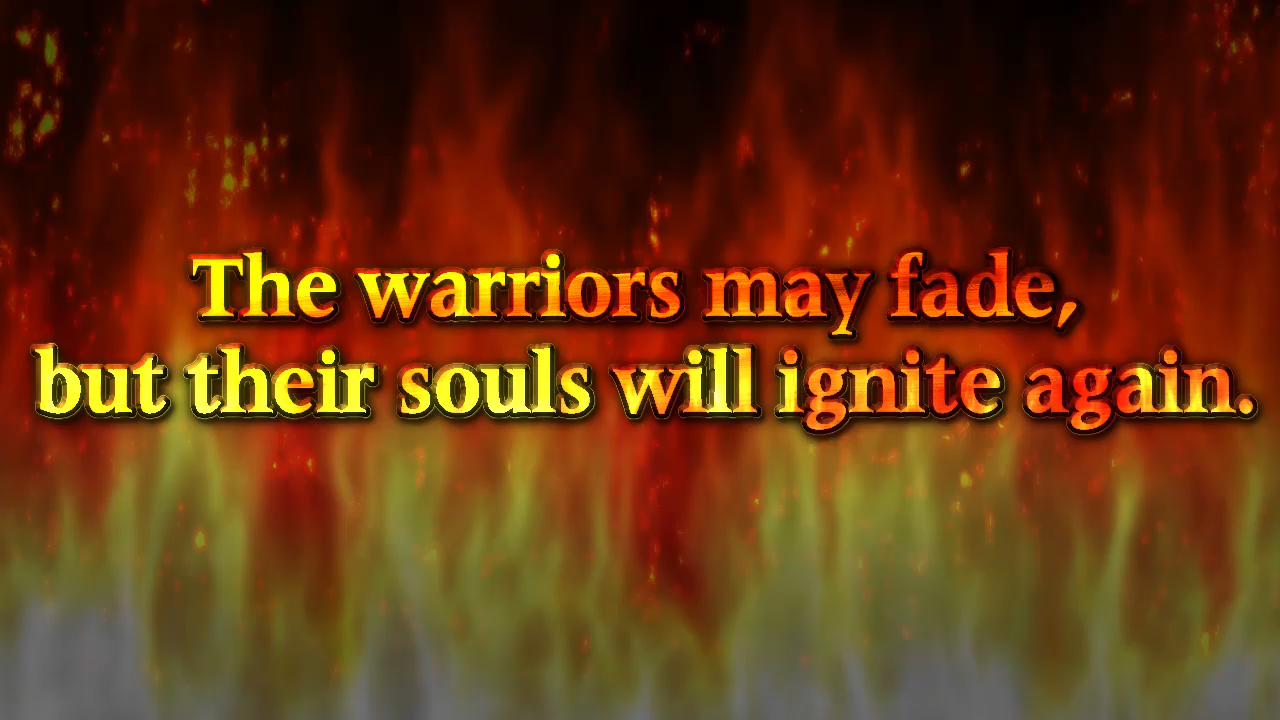 The warriors may fade,
but their souls will ignite again.